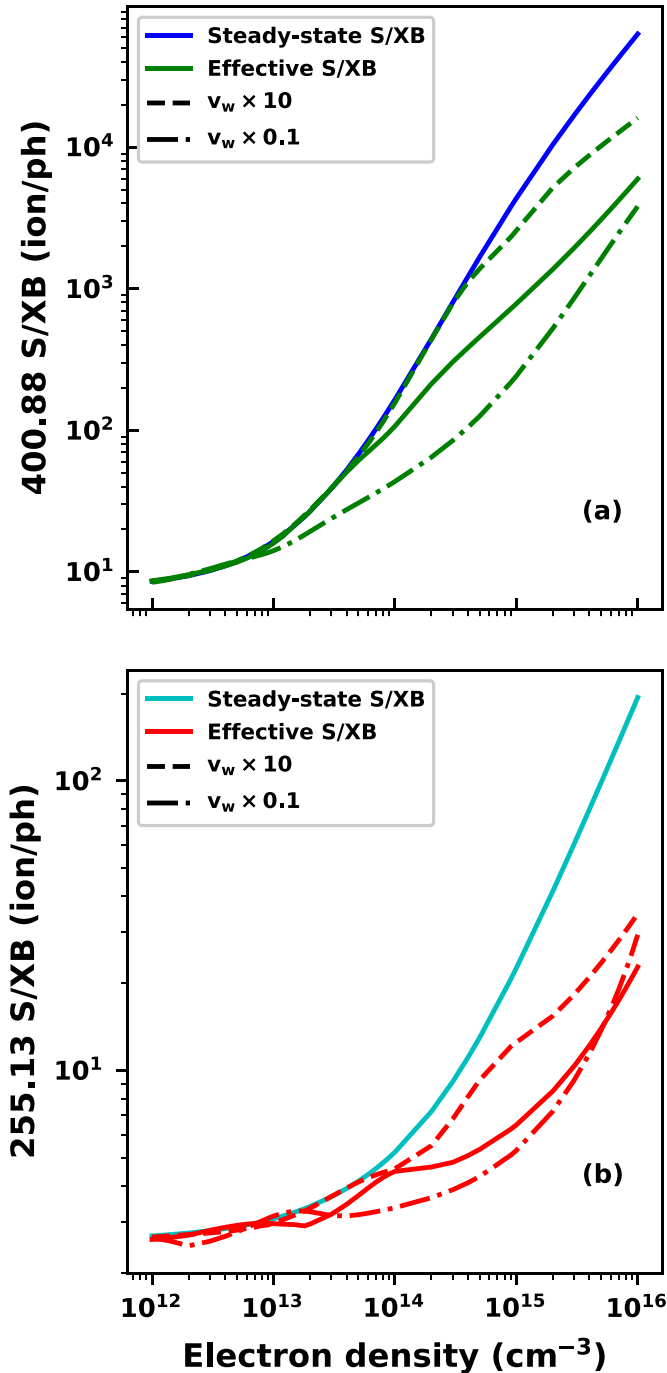 Steady-state S/XB
Effective S/XB
v_w × 10
v_w × 0.1
10^4
10^3
10^2
10^1
400.88 S/XB (ion/ph)
(a)
Steady-state S/XB
Effective S/XB
v_w × 10
v_w × 0.1
10^2
10^1
255.13 S/XB (ion/ph)
(b)
10^12 10^13 10^14 10^15 10^16
Electron density (cm^−3)